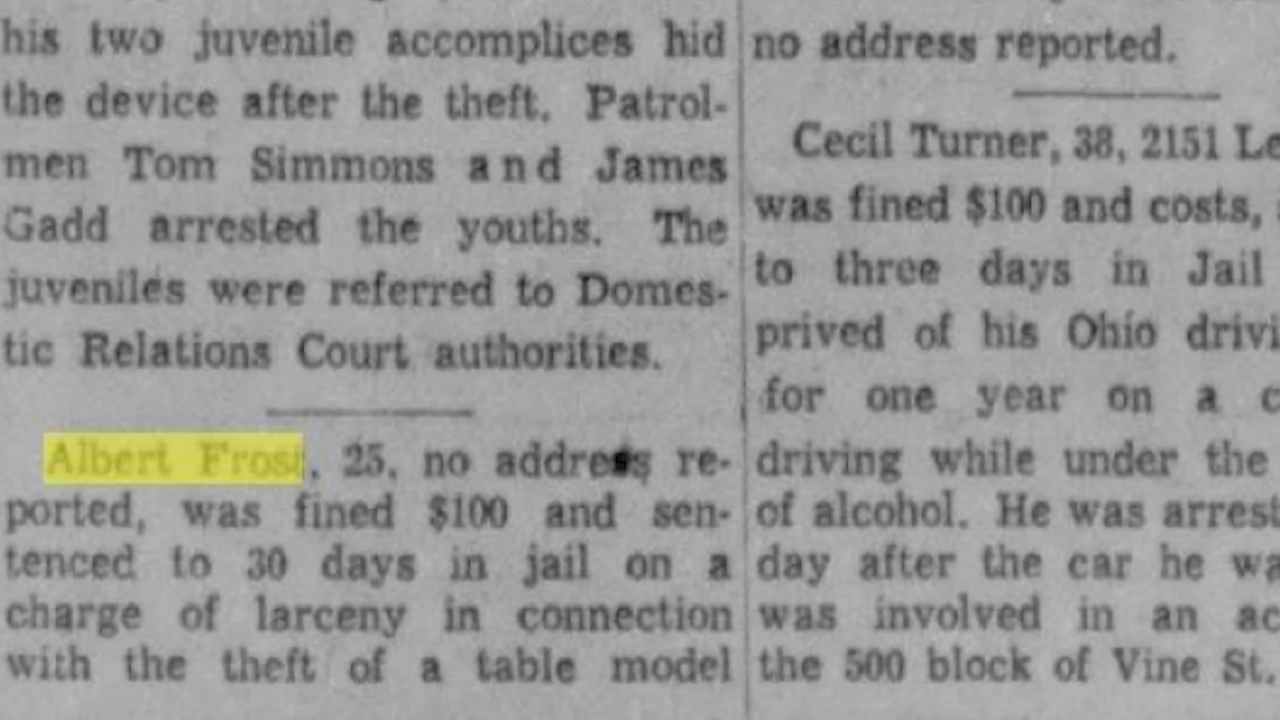 his two juvenile accomplices hid
the device after the theft. Patrol-
men Tom Simmons and James
Gadd arrested the youths. The
juveniles were referred to Domes-
tic Relations Court authorities.
Albert Frost, 25, no address re-
ported, was fined $100 and sen-
tenced to 30 days in jail on a
charge of larceny in connection
with the theft of a table model
no address reported.
Cecil Turner, 38, 2151 Le
was fined $100 and costs,
to three days in Jail
prived of his Ohio drivi
for one year on a c
driving while under the
of alcohol. He was arrest
day after the car he wa
was involved in an ac
the 500 block of Vine St.